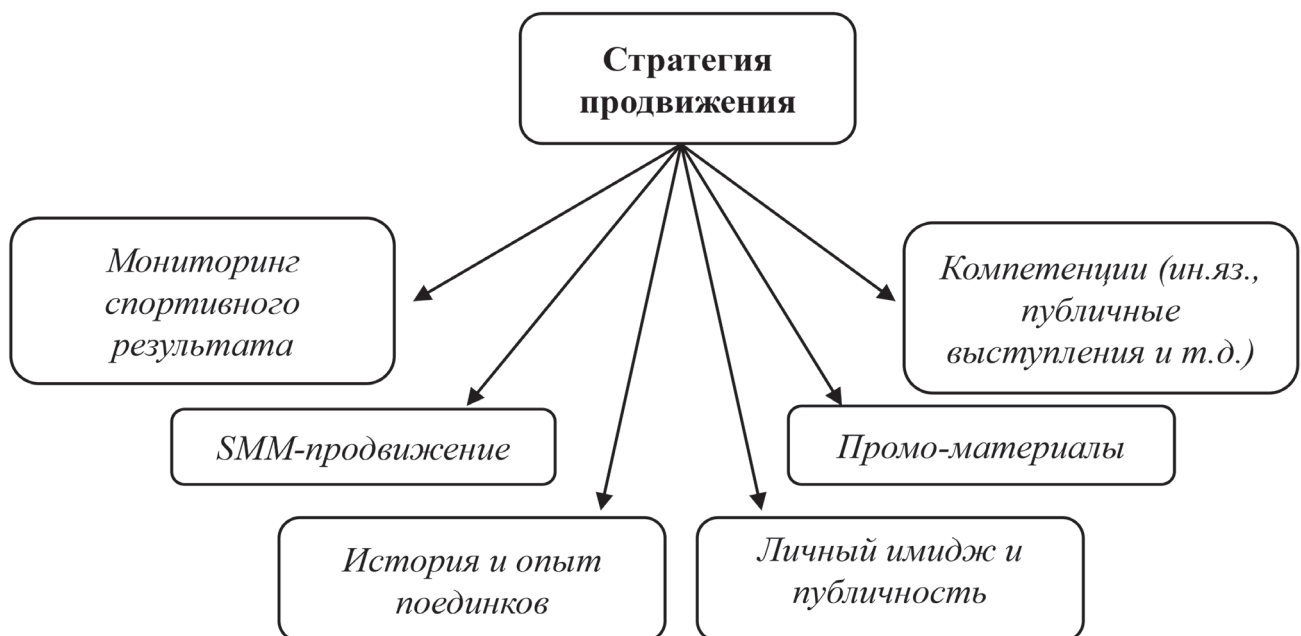 Стратегия
продвижения
Мониторинг
спортивного
результата
Компетенции (ин.яз.,
публичные
выступления и т.д.)
SMM-продвижение
Промо-материалы
История и опыт
поединков
Личный имидж и
публичность